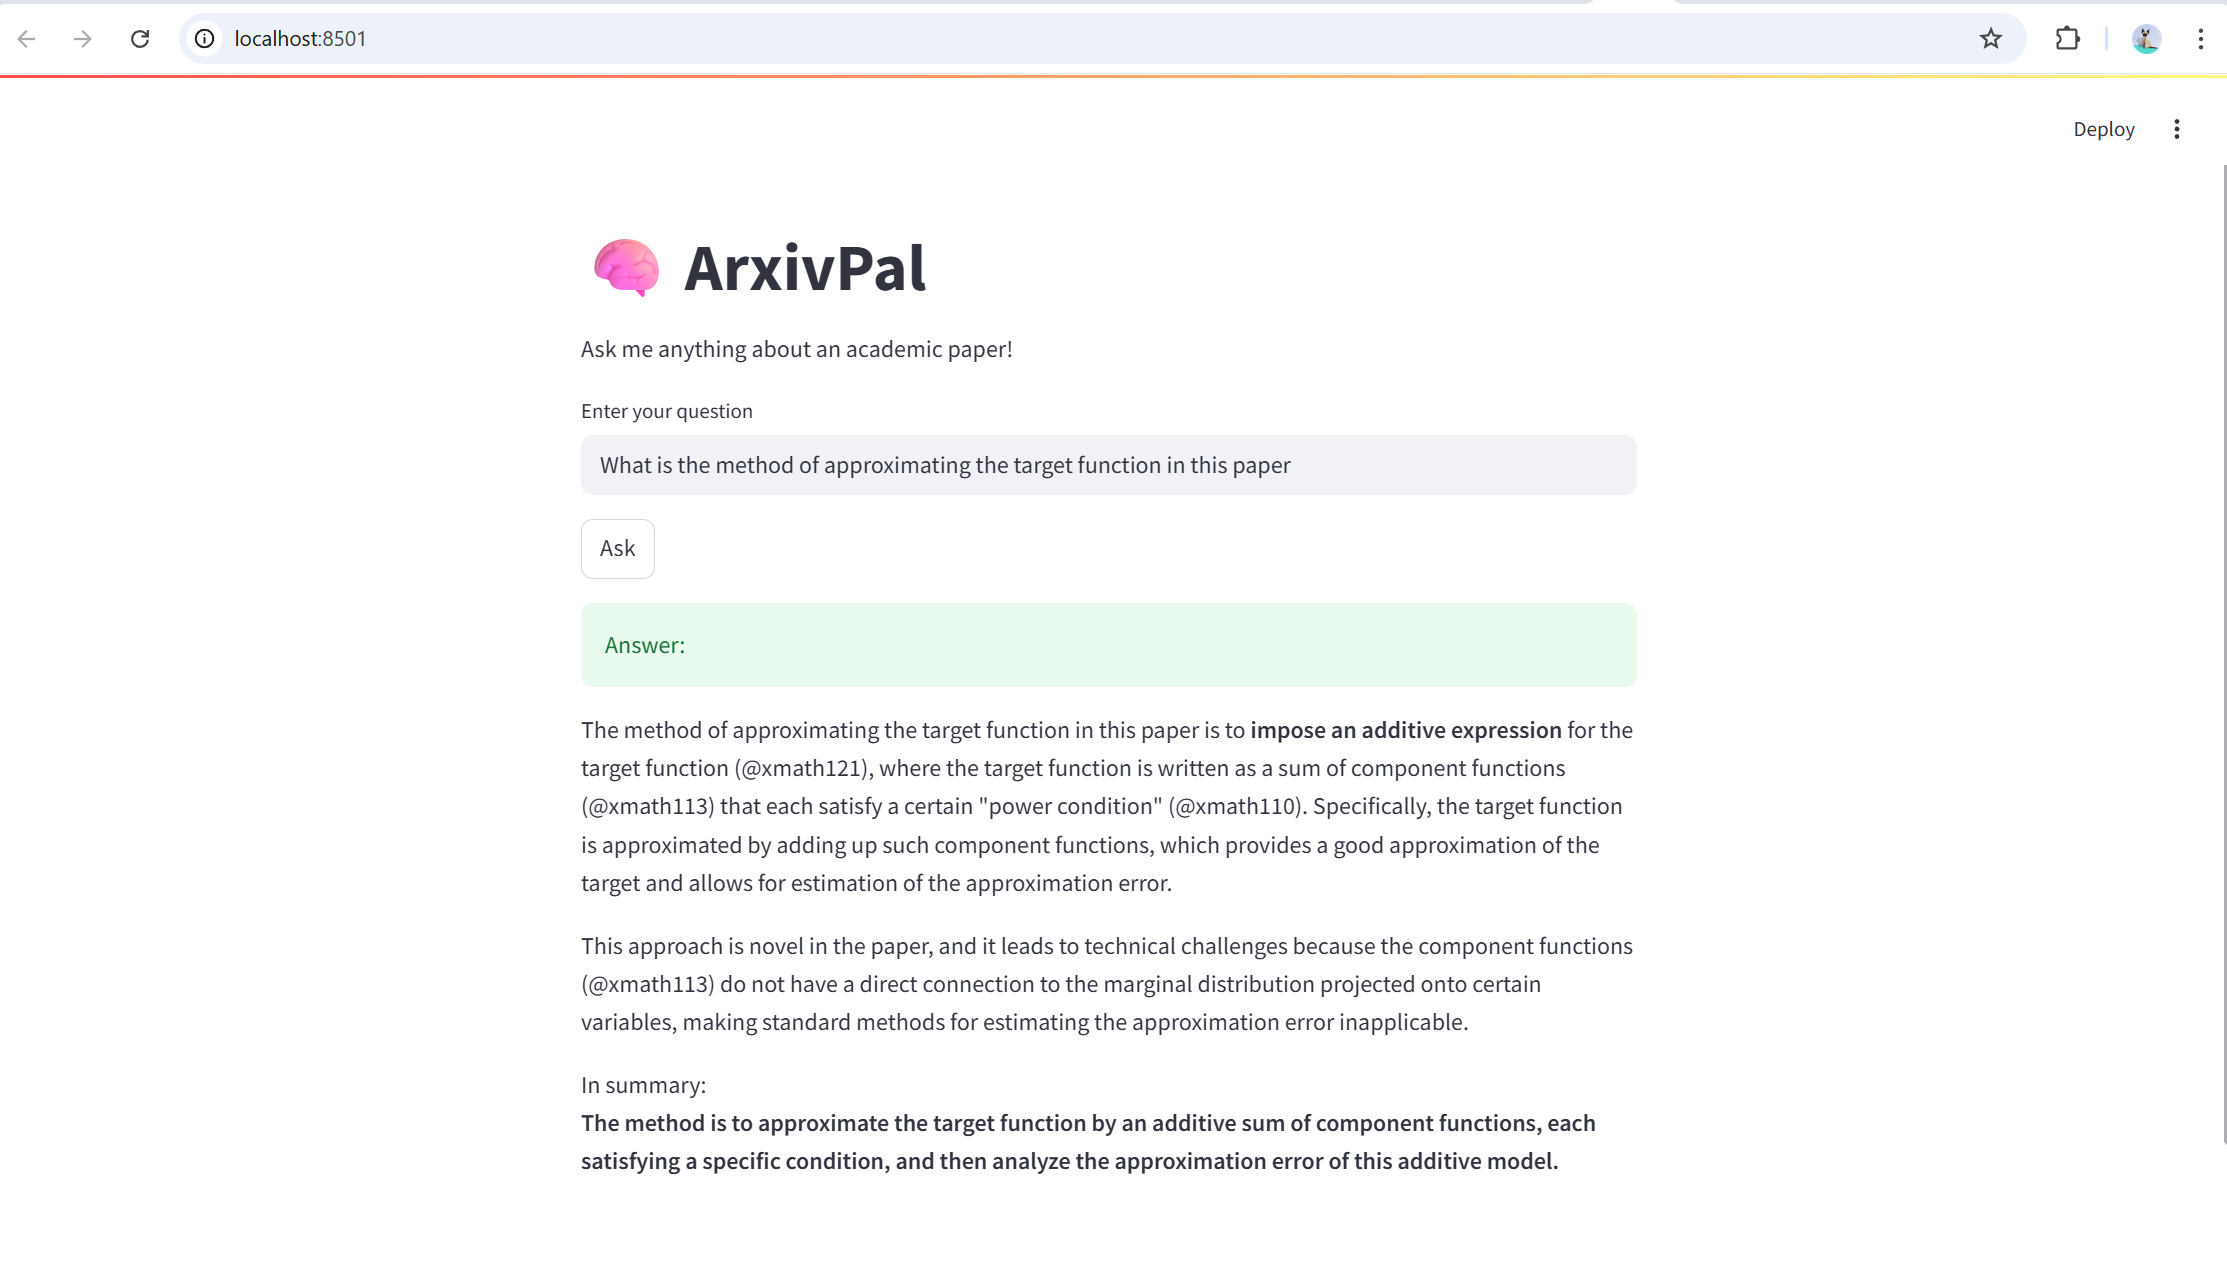 localhost:8501
Deploy
ArxivPal
Ask me anything about an academic paper!
Enter your question
What is the method of approximating the target function in this paper
Ask
Answer:
The method of approximating the target function in this paper is to impose an additive expression for the
target function (@xmath121), where the target function is written as a sum of component functions
(@xmath113) that each satisfy a certain "power condition" (@xmath110). Specifically, the target function
is approximated by adding up such component functions, which provides a good approximation of the
target and allows for estimation of the approximation error.
This approach is novel in the paper, and it leads to technical challenges because the component functions
(@xmath113) do not have a direct connection to the marginal distribution projected onto certain
variables, making standard methods for estimating the approximation error inapplicable.
In summary:
The method is to approximate the target function by an additive sum of component functions, each
satisfying a specific condition, and then analyze the approximation error of this additive model.